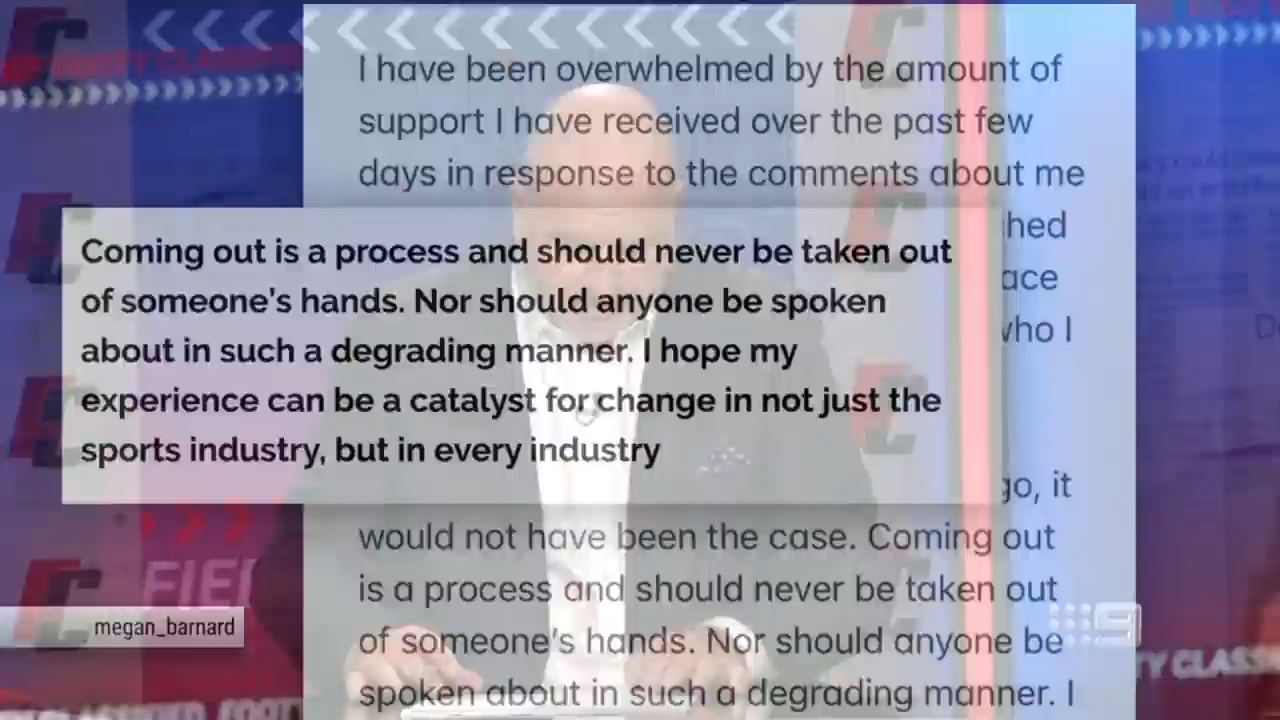 I have been overwhelmed by the amount of
support I have received over the past few
days in response to the comments about me
Coming out is a process and should never be taken out
of someone's hands. Nor should anyone be spoken
about in such a degrading manner. I hope my
experience can be a catalyst for change in not just the
sports industry, but in every industry
who I
go, it
would not have been the case. Coming out
is a process and should never be taken out
of someone's hands. Nor should anyone be
spoken about in such a degrading manner. I
megan_barnard
9